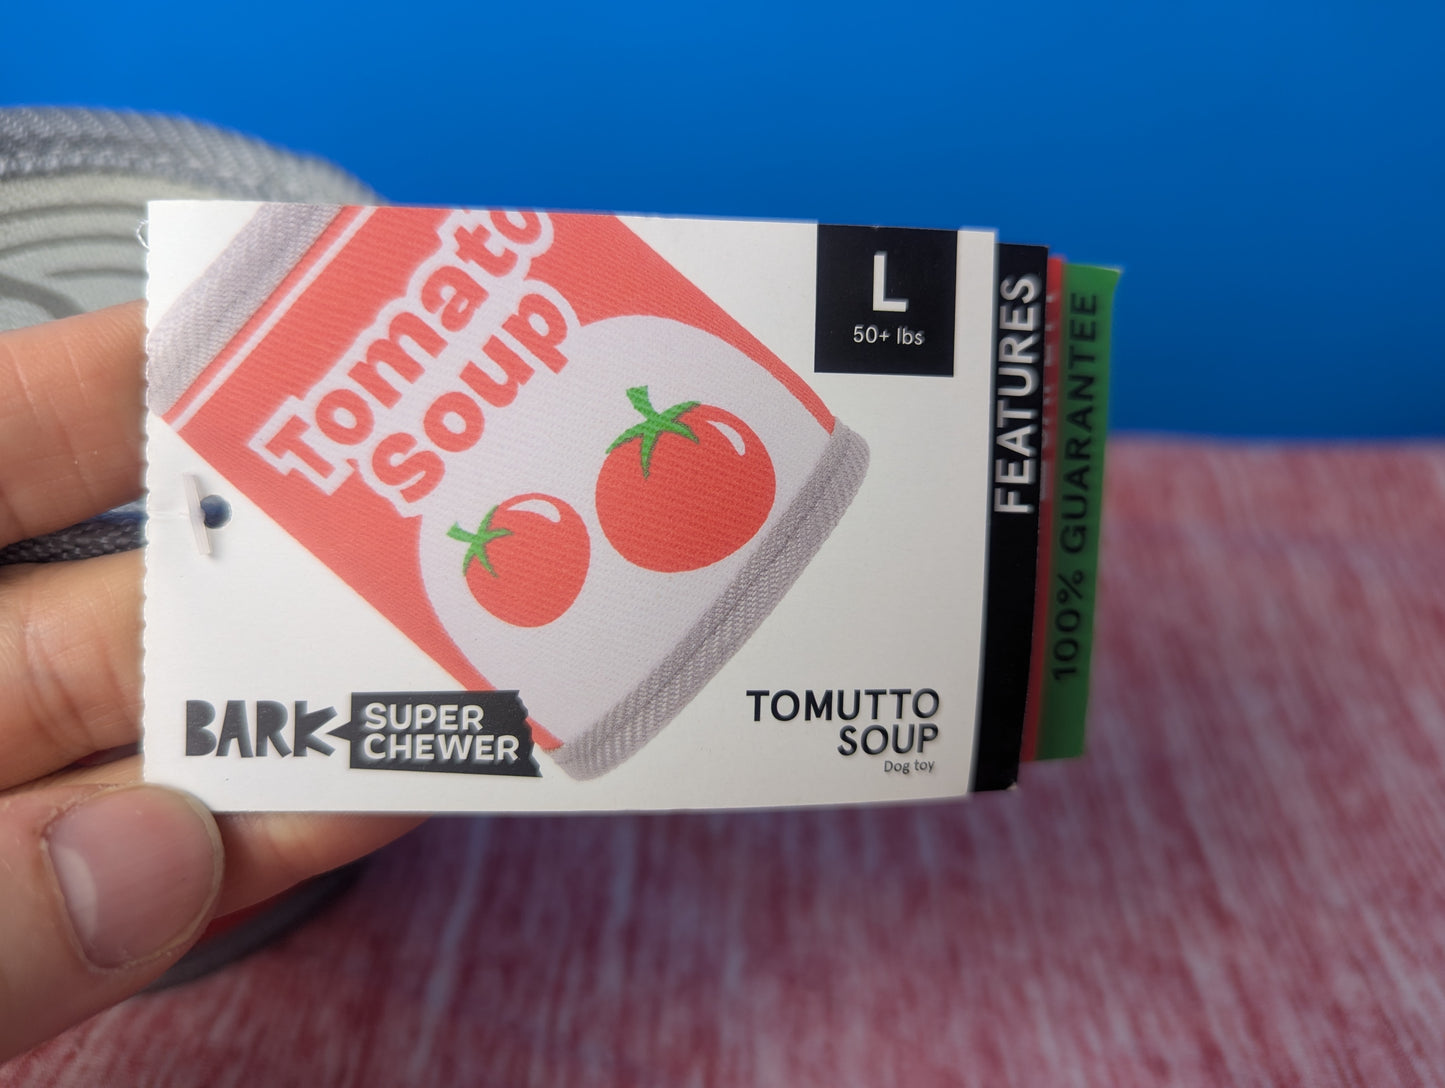 Tomato
Soup
L
50+ lbs
BARK
SUPER
CHEWER
TOMUTTO
SOUP
Dog toy
FEATURES
100% GUARANTEE